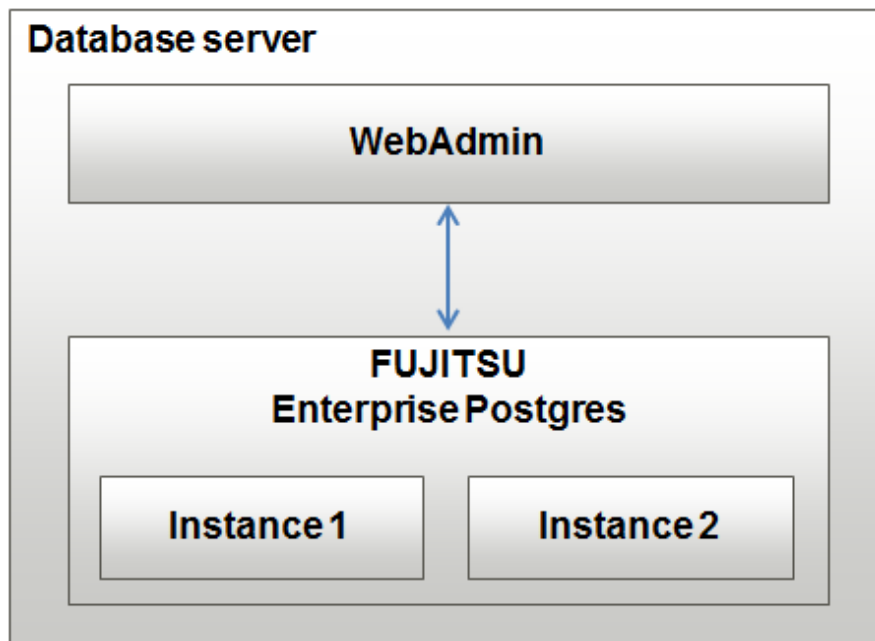 Database server
WebAdmin
FUJITSU
Enterprise Postgres
Instance 1
Instance 2